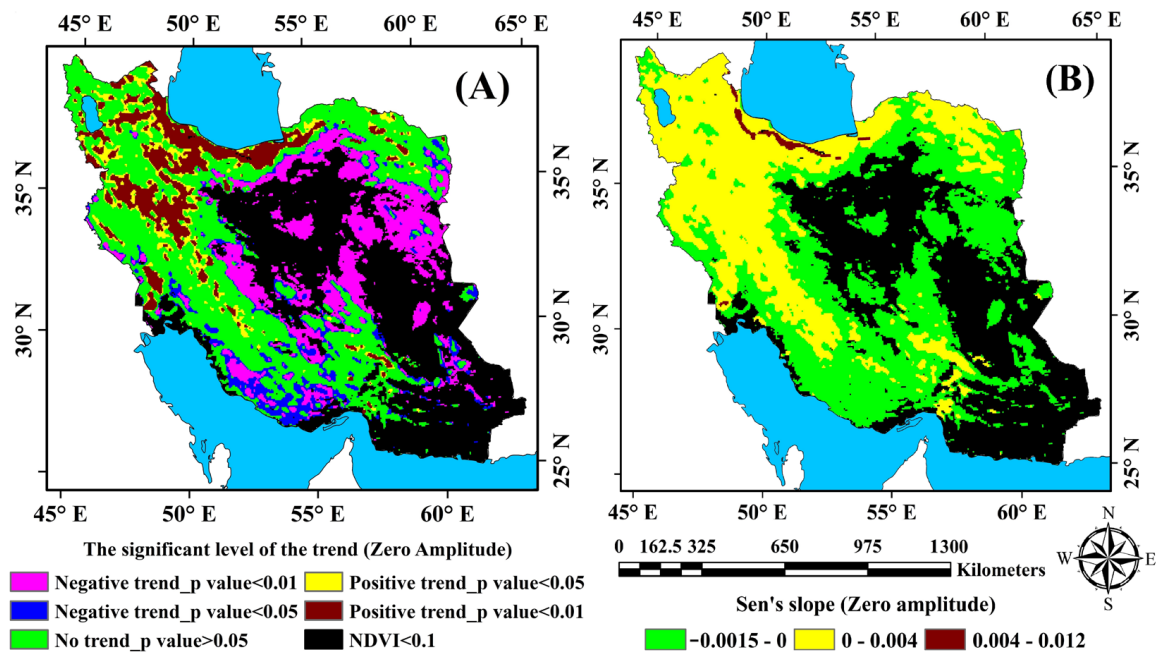 45° E 50° E 55° E 60° E 65° E
45° E 50° E 55° E 60° E 65° E
(A)
(B)
35° N
35° N
35° N
35° N
30° N
30° N
30° N
30° N
25° N
25° N
45° E 50° E 55° E 60° E
45° E 50° E 55° E 60° E
The significant level of the trend (Zero Amplitude)
Negative trend_p value<0.01
Positive trend_p value<0.05
Negative trend_p value<0.05
Positive trend_p value<0.01
No trend_p value>0.05
NDVI<0.1
0 162.5 325 650 975 1300
Kilometers
N
W E
S
Sen's slope (Zero amplitude)
−0.0015 - 0
0 - 0.004
0.004 - 0.012